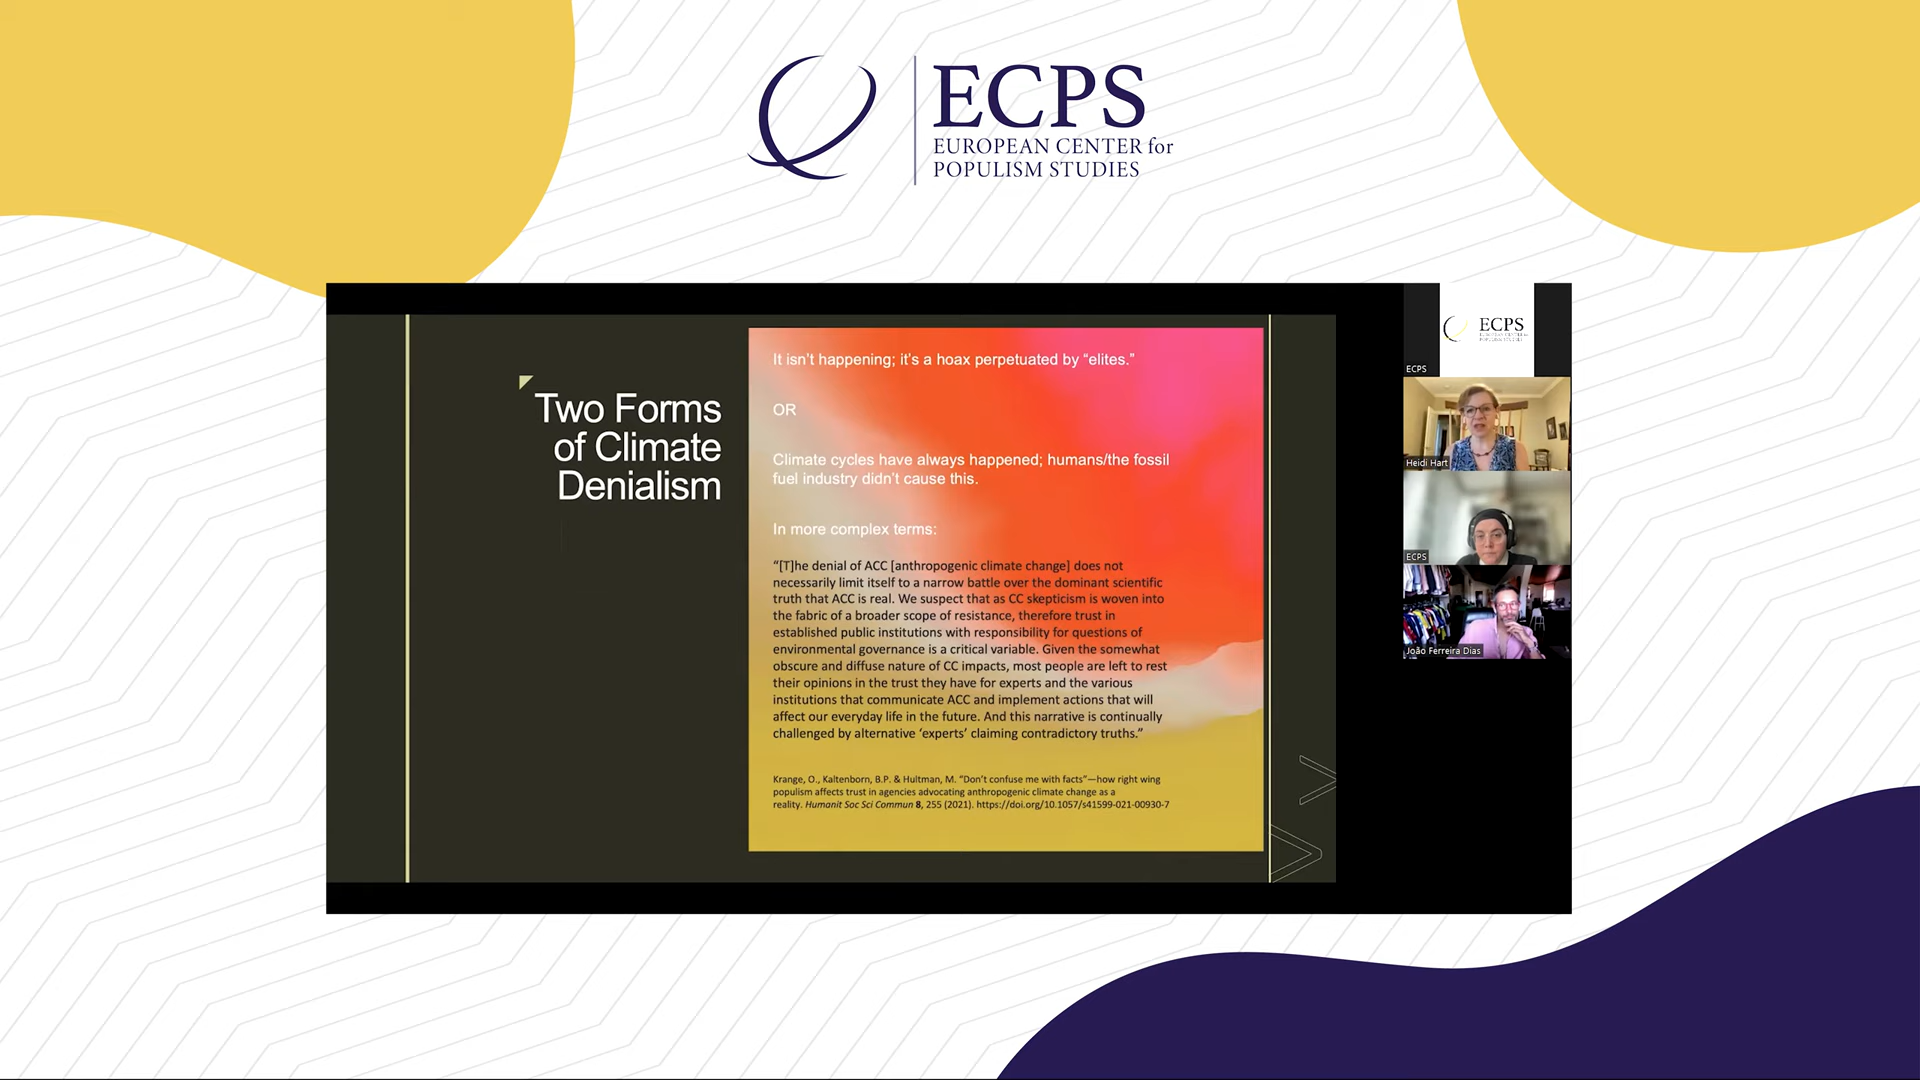 ECPS
EUROPEAN CENTER for
POPULISM STUDIES
Two Forms
of Climate
Denialism
It isn't happening; it's a hoax perpetuated by “elites.”
OR
Climate cycles have always happened; humans/the fossil
fuel industry didn't cause this.
In more complex terms:
“[T]he denial of ACC [anthropogenic climate change] does not
necessarily limit itself to a narrow battle over the dominant scientific
truth that ACC is real. We suspect that as CC skepticism is woven into
the fabric of a broader scope of resistance, therefore trust in
established public institutions with responsibility for questions of
environmental governance is a critical variable. Given the somewhat
obscure and diffuse nature of CC impacts, most people are left to rest
their opinions in the trust they have for experts and the various
institutions that communicate ACC and implement actions that will
affect our everyday life in the future. And this narrative is continually
challenged by alternative ‘experts’ claiming contradictory truths.”
Krange, O., Kaltenborn, B.P. & Hultman, M. “Don't confuse me with facts”—how right wing
populism affects trust in agencies advocating anthropogenic climate change as a
reality. Humanit Soc Sci Commun 8, 255 (2021). https://doi.org/10.1057/s41599-021-00930-7
ECPS
ECPS
Heidi Hart
ECPS
João Ferreira Dias